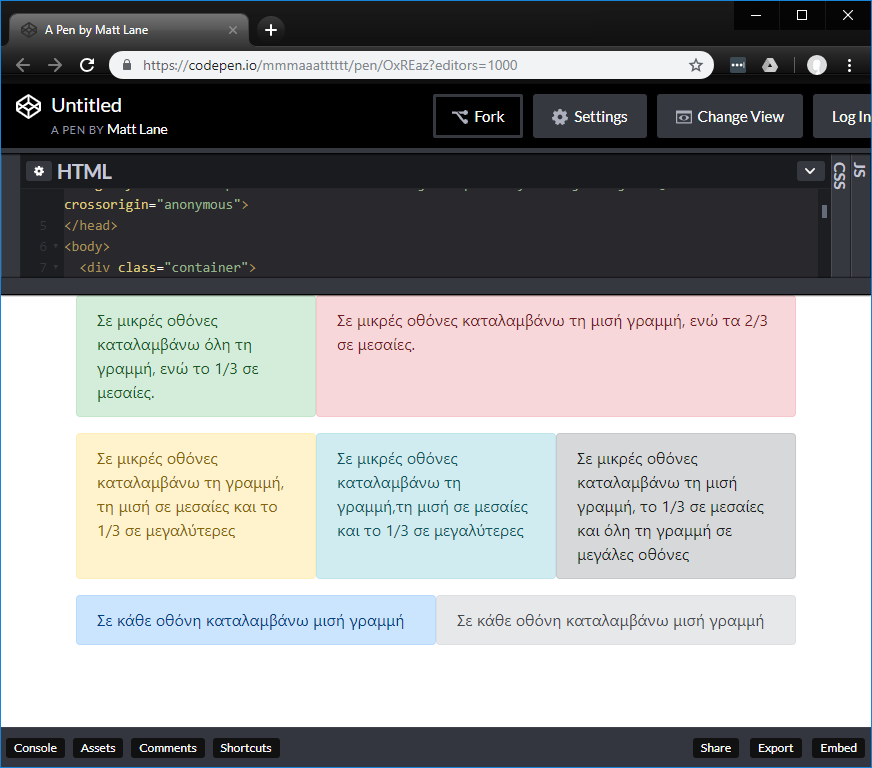 A Pen by Matt Lane
https://codepen.io/mmmaaatttttt/pen/OxREaz?editors=1000
Untitled
A PEN BY Matt Lane
Fork
Settings
Change View
Log In
HTML
CSS
JS
crossorigin="anonymous">
5 </head>
6 <body>
7 <div class="container">
Σε μικρές οθόνες
καταλαμβάνω όλη τη
γραμμή, ενώ το 1/3 σε
μεσαίες.
Σε μικρές οθόνες καταλαμβάνω τη μισή γραμμή, ενώ τα 2/3
σε μεσαίες.
Σε μικρές οθόνες
καταλαμβάνω τη γραμμή,
τη μισή σε μεσαίες και το
1/3 σε μεγαλύτερες
Σε μικρές οθόνες
καταλαμβάνω τη
γραμμή,τη μισή σε μεσαίες
και το 1/3 σε μεγαλύτερες
Σε μικρές οθόνες
καταλαμβάνω τη μισή
γραμμή, το 1/3 σε μεσαίες
και όλη τη γραμμή σε
μεγάλες οθόνες
Σε κάθε οθόνη καταλαμβάνω μισή γραμμή
Σε κάθε οθόνη καταλαμβάνω μισή γραμμή
Console
Assets
Comments
Shortcuts
Share
Export
Embed